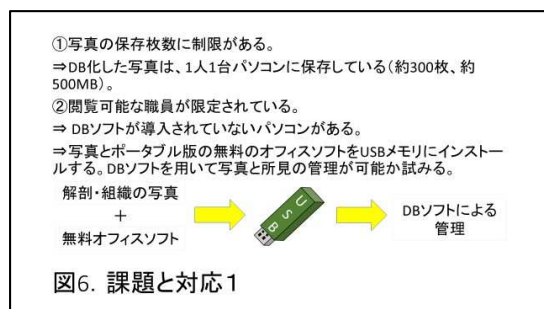 ①写真の保存枚数に制限がある。
⇒DB化した写真は、1人1台パソコンに保存している(約300枚、約
500MB)。
②閲覧可能な職員が限定されている。
⇒ DBソフトが導入されていないパソコンがある。
⇒写真とポータブル版の無料のオフィスソフトをUSBメモリにインストー
ルする。DBソフトを用いて写真と所見の管理が可能か試みる。
解剖・組織の写真
+
無料オフィスソフト
USB
DBソフトによる
管理
図6. 課題と対応1